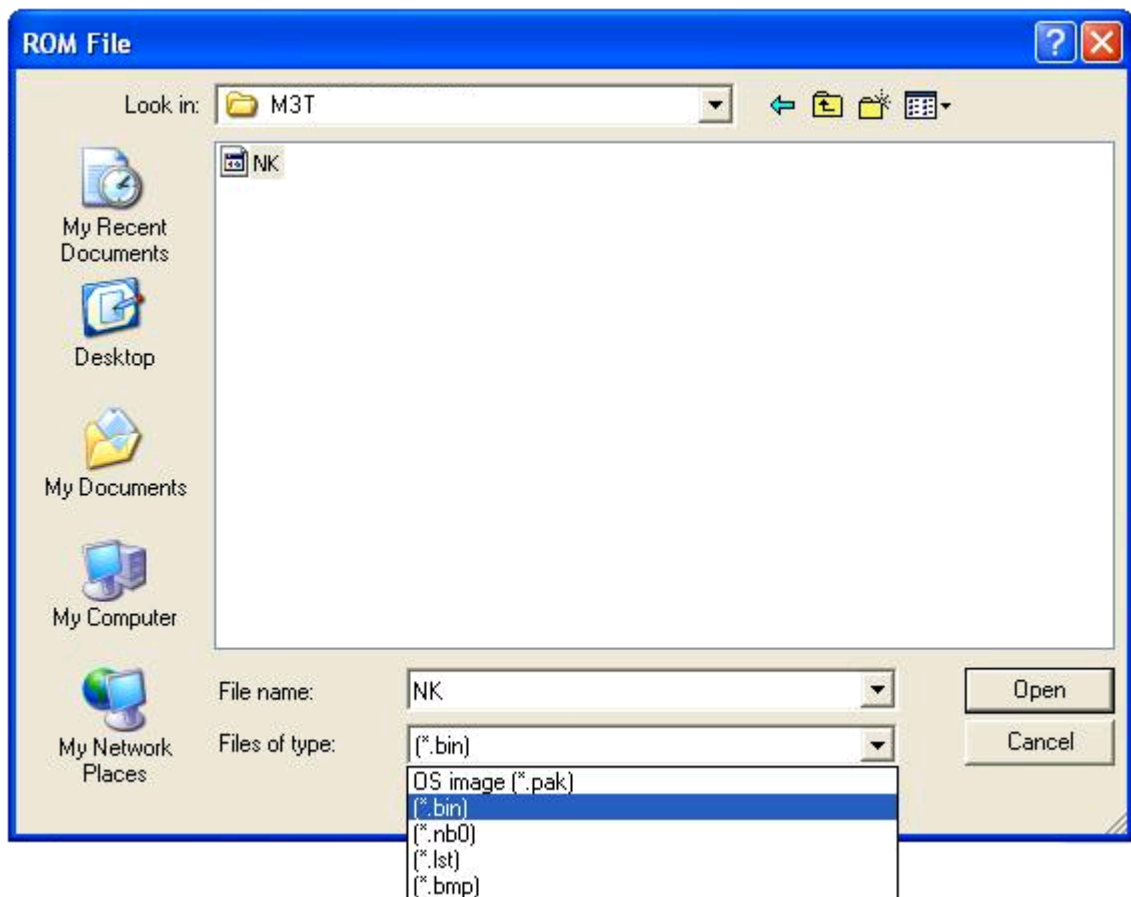 ROM File
Look in: M3T
NK
My Recent
Documents
Desktop
My Documents
My Computer
My Network
Places
File name: NK Open
Files of type: (*.bin) Cancel
OS image (*.pak)
(*.bin)
(*.nb0)
(*.lst)
(*.bmp)